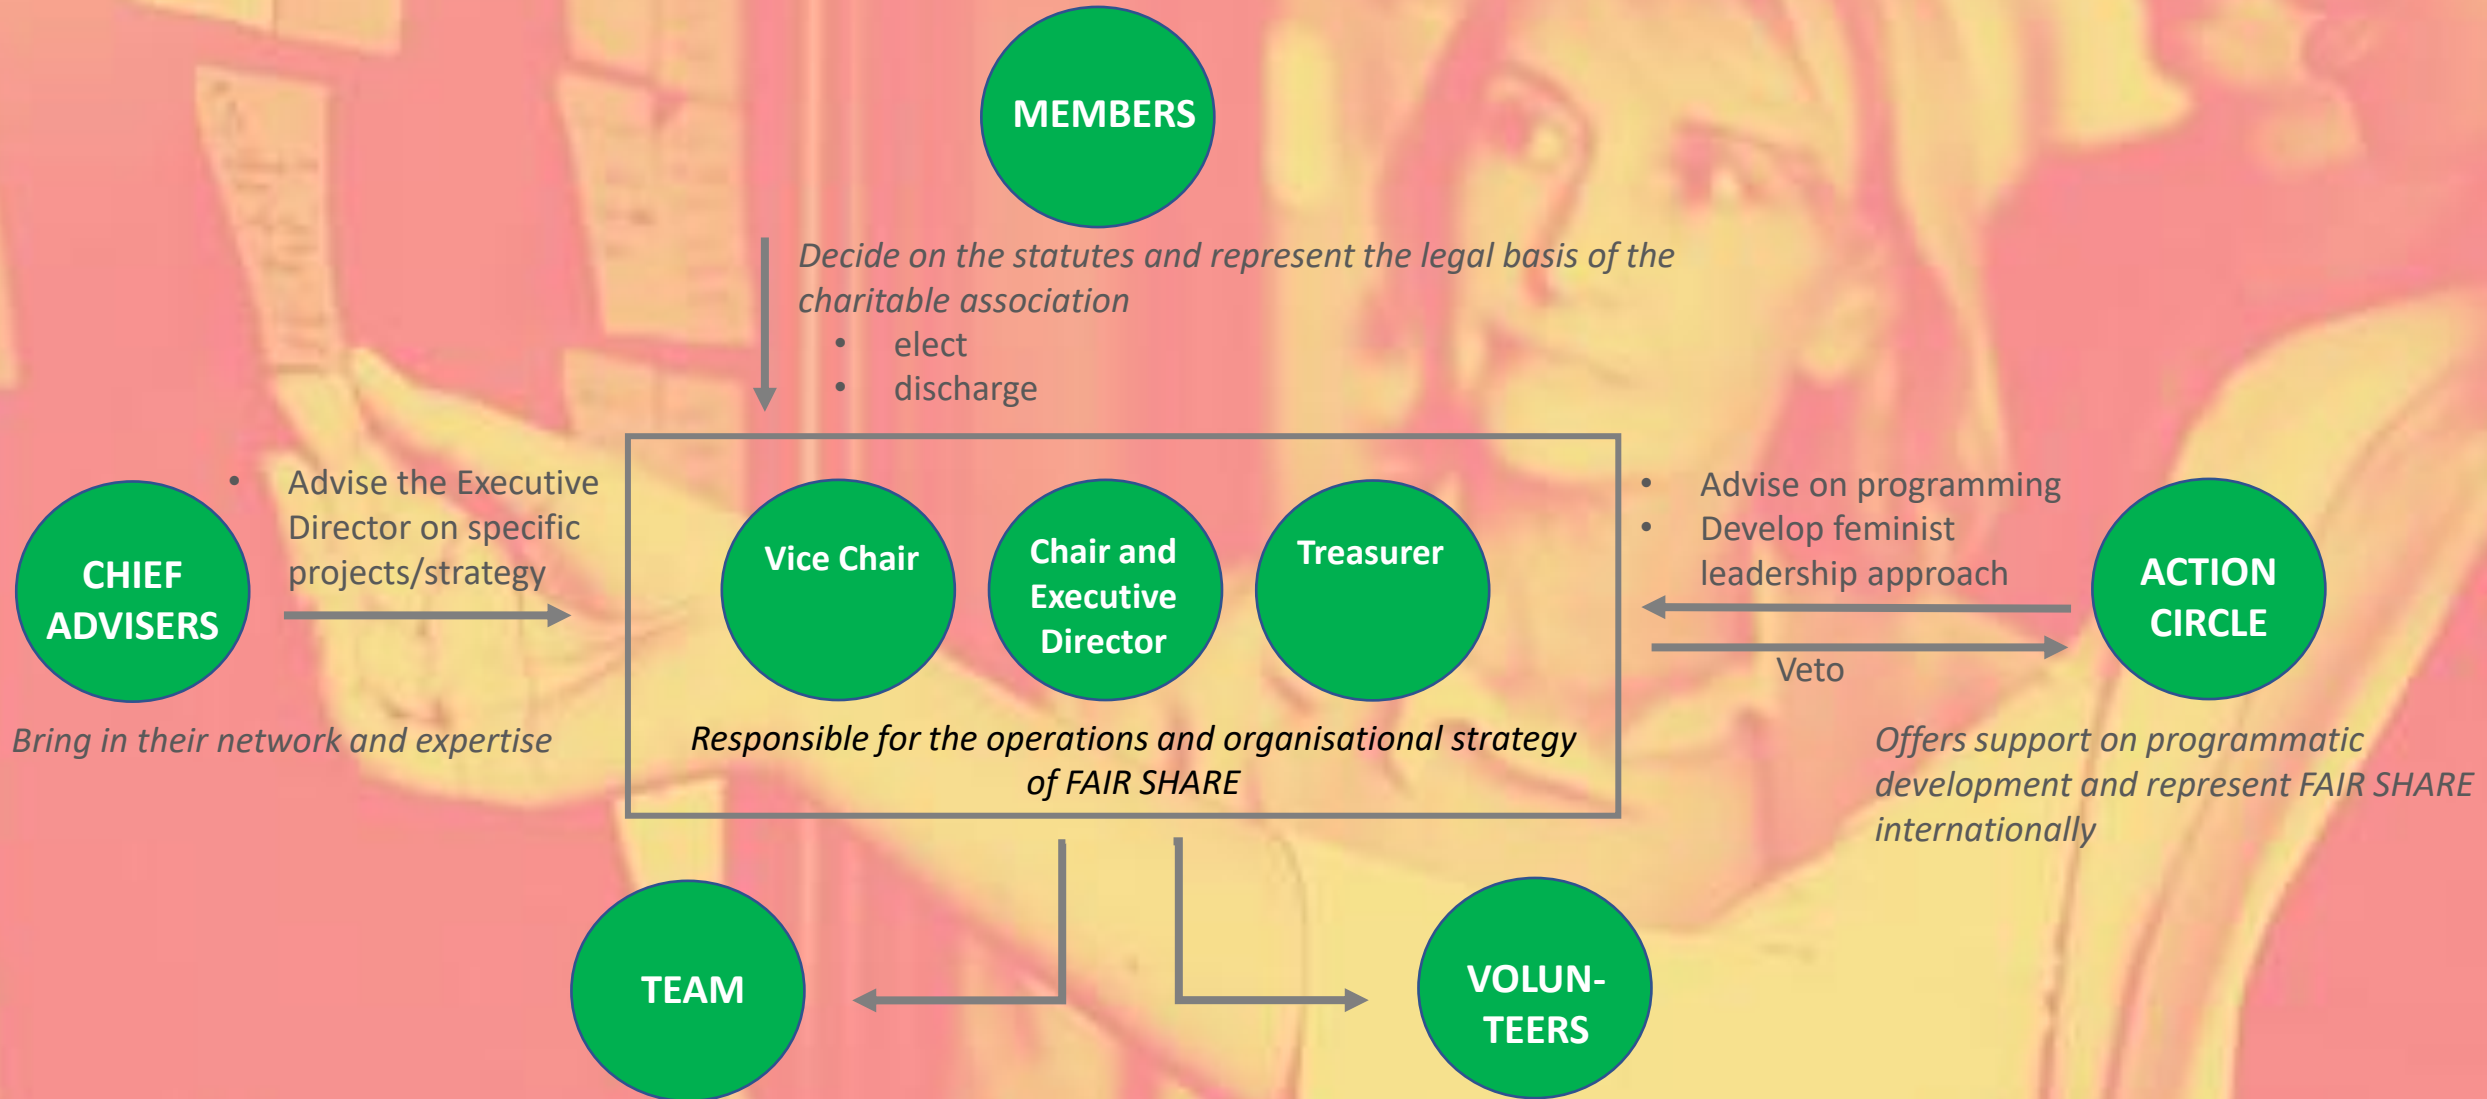 MEMBERS
Decide on the statutes and represent the legal basis of the
charitable association
• elect
• discharge
• Advise the Executive
Director on specific
projects/strategy
CHIEF
ADVISERS
Bring in their network and expertise
Vice Chair
Chair and
Executive
Director
Treasurer
Responsible for the operations and organisational strategy
of FAIR SHARE
• Advise on programming
• Develop feminist
leadership approach
Veto
ACTION
CIRCLE
Offers support on programmatic
development and represent FAIR SHARE
internationally
TEAM
VOLUN-
TEERS